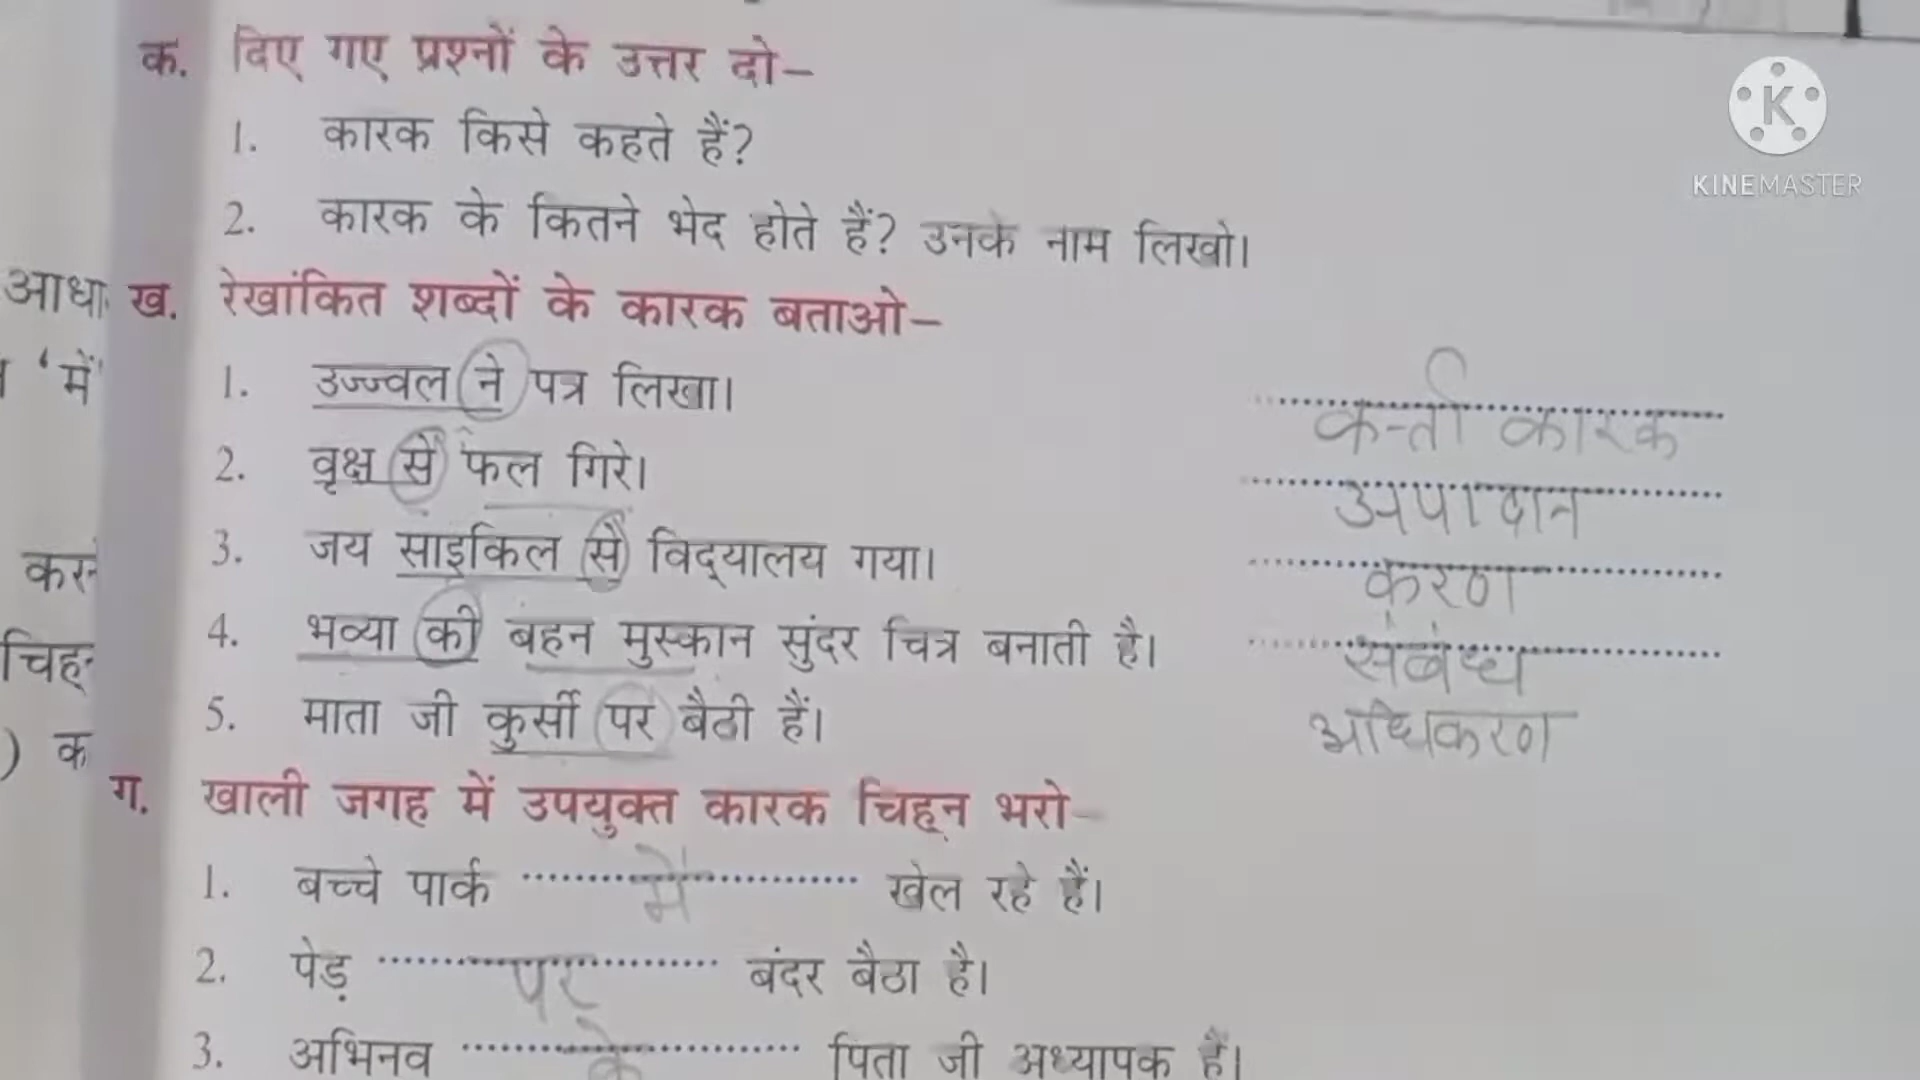 क. दिए गए प्रश्नों के उत्तर दो–
1. कारक किसे कहते हैं?
2. कारक के कितने भेद होते हैं? उनके नाम लिखो।
K
KINEMASTER
आधा
ख. रेखांकित शब्दों के कारक बताओ–
'में'
1. उज्ज्वल ने पत्र लिखा। कर्ता कारक
2. वृक्ष से फल गिरे। अपादान
3. जय साइकिल से विद्‌यालय गया। करण
4. भव्या की बहन मुस्कान सुंदर चित्र बनाती है। संबंध
5. माता जी कुर्सी पर बैठी हैं। अधिकरण
) क
ग. खाली जगह में उपयुक्त कारक चिह्‌न भरो–
1. बच्चे पार्क में खेल रहे हैं।
2. पेड़ पर बंदर बैठा है।
3. अभिनव के पिता जी अध्यापक हैं।